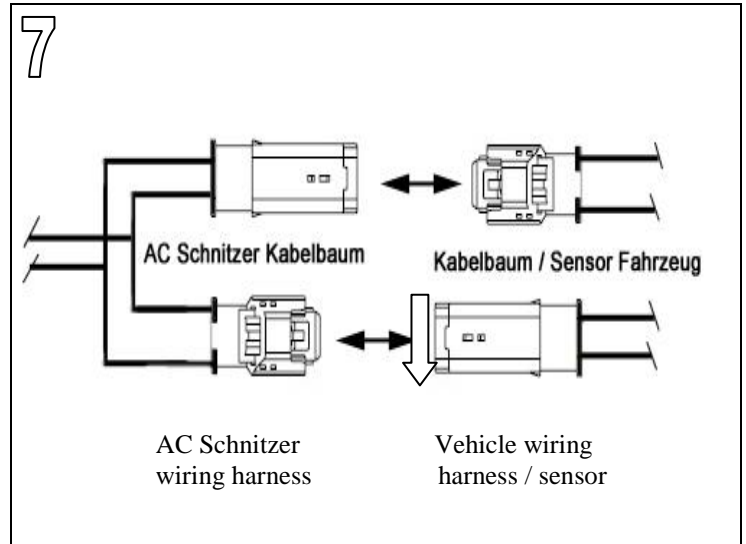 7
AC Schnitzer Kabelbaum
Kabelbaum / Sensor Fahrzeug
AC Schnitzer
wiring harness
Vehicle wiring
harness / sensor